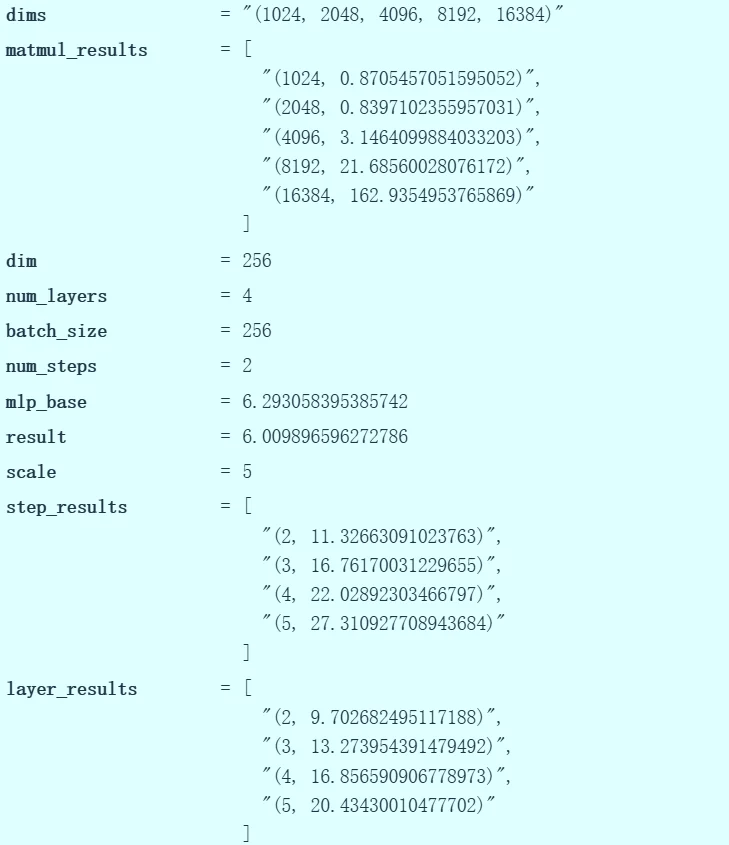 dims = "(1024, 2048, 4096, 8192, 16384)"
matmul_results = [
"(1024, 0.8705457051595052)",
"(2048, 0.8397102355957031)",
"(4096, 3.1464099884033203)",
"(8192, 21.68560028076172)",
"(16384, 162.9354953765869)"
]
dim = 256
num_layers = 4
batch_size = 256
num_steps = 2
mlp_base = 6.293058395385742
result = 6.009896596272786
scale = 5
step_results = [
"(2, 11.32663091023763)",
"(3, 16.76170031229655)",
"(4, 22.02892303466797)",
"(5, 27.310927708943684)"
]
layer_results = [
"(2, 9.702682495117188)",
"(3, 13.273954391479492)",
"(4, 16.856590906778973)",
"(5, 20.43430010477702)"
]